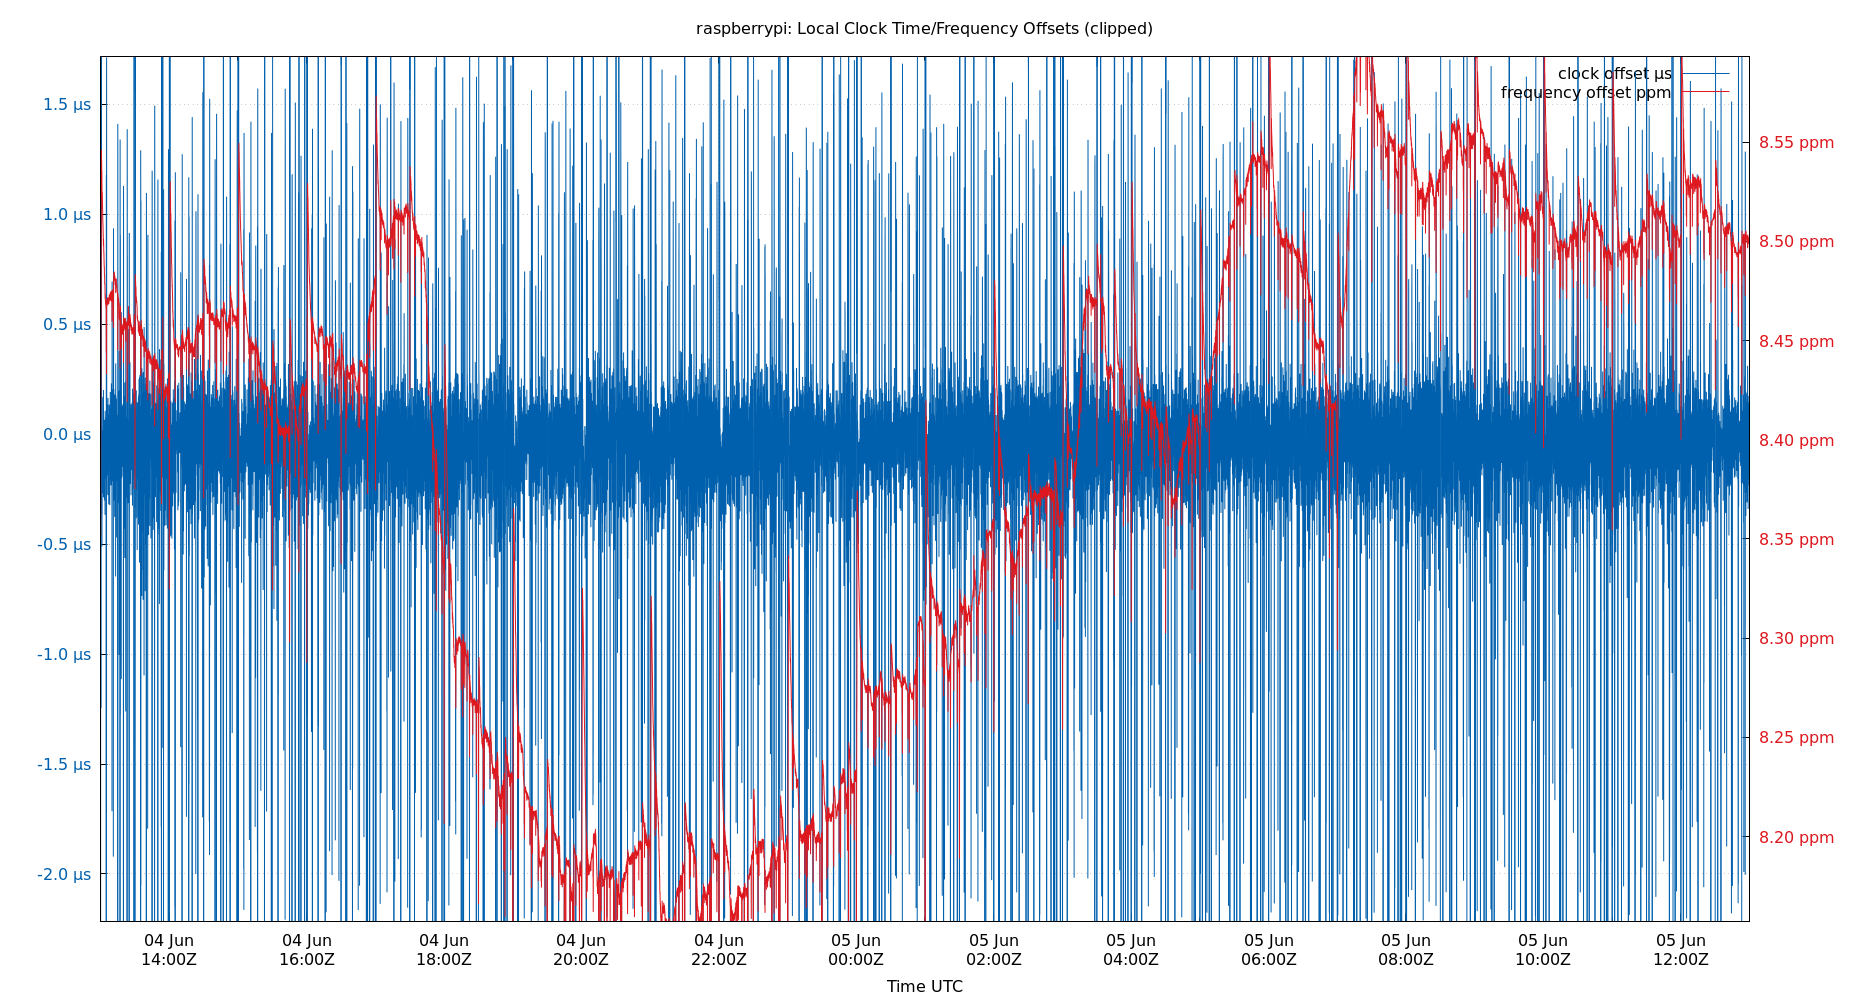 raspberrypi: Local Clock Time/Frequency Offsets (clipped)
clock offset µs
frequency offset ppm
1.5 µs
1.0 µs
0.5 µs
0.0 µs
-0.5 µs
-1.0 µs
-1.5 µs
-2.0 µs
8.55 ppm
8.50 ppm
8.45 ppm
8.40 ppm
8.35 ppm
8.30 ppm
8.25 ppm
8.20 ppm
04 Jun 04 Jun 04 Jun 04 Jun 04 Jun 05 Jun 05 Jun 05 Jun 05 Jun 05 Jun 05 Jun 05 Jun
14:00Z 16:00Z 18:00Z 20:00Z 22:00Z 00:00Z 02:00Z 04:00Z 06:00Z 08:00Z 10:00Z 12:00Z
Time UTC